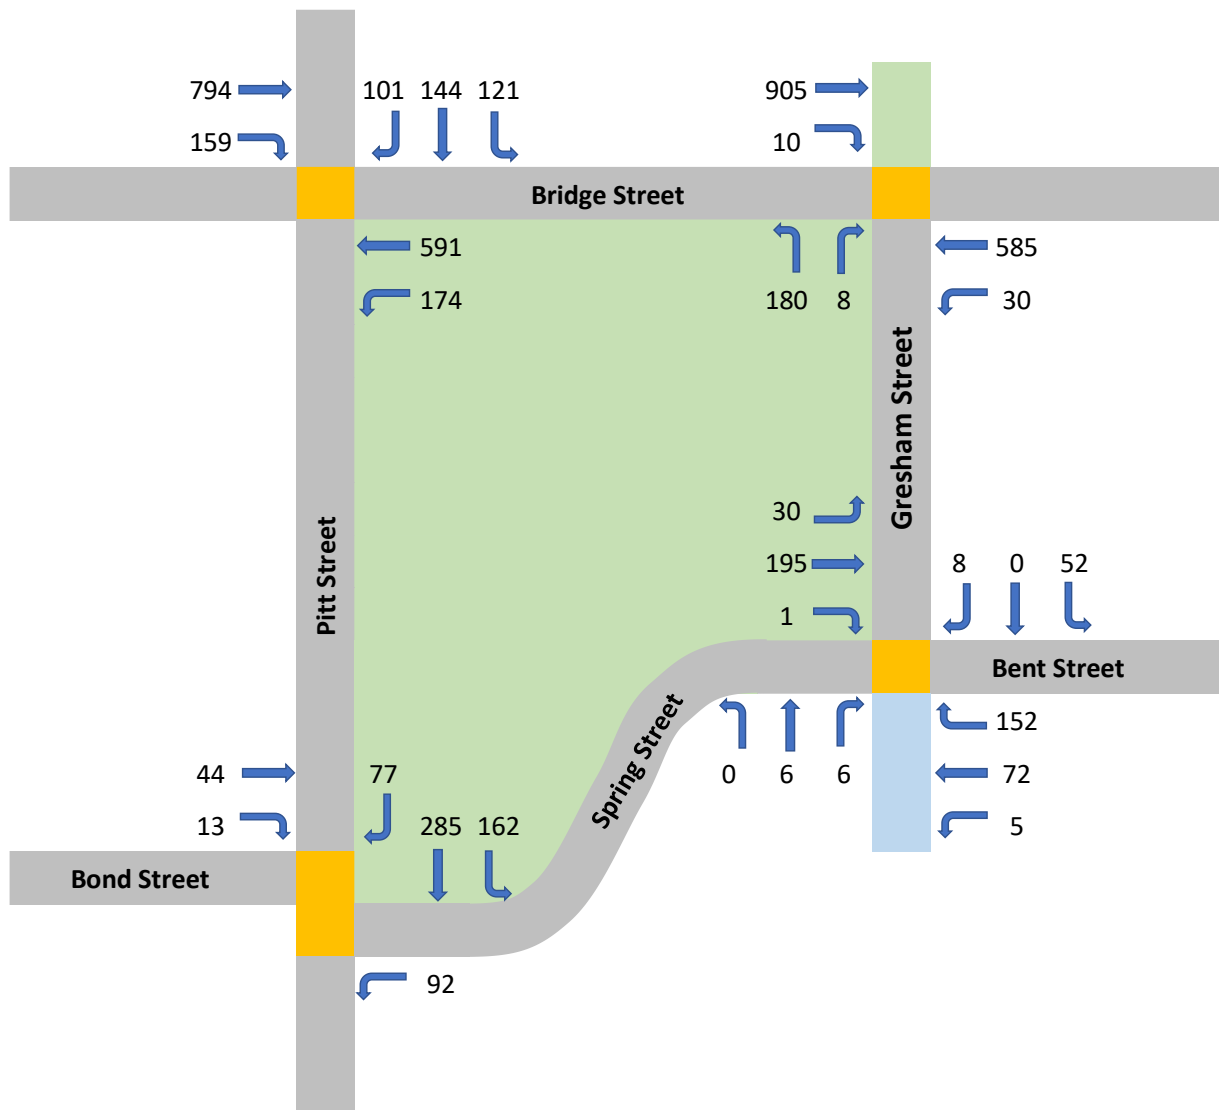 794
101 144 121
905
159
10
Bridge Street
591
585
174
180 8
30
Gresham Street
30
Pitt Street
195
8 0 52
1
Bent Street
Spring Street
152
44
77
0 6 6
72
13
285 162
5
Bond Street
92